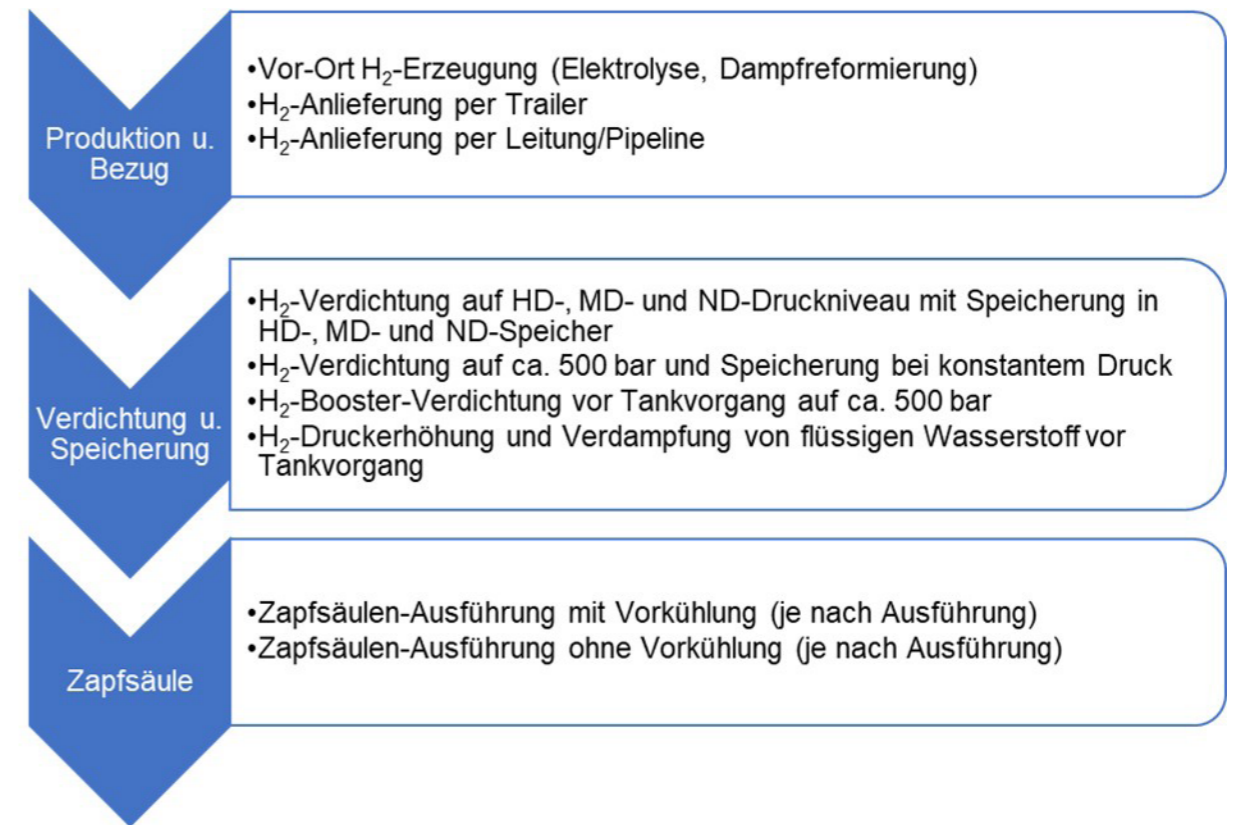 Produktion u.
Bezug
•Vor-Ort H₂-Erzeugung (Elektrolyse, Dampfreformierung)
•H₂-Anlieferung per Trailer
•H₂-Anlieferung per Leitung/Pipeline
Verdichtung u.
Speicherung
•H₂-Verdichtung auf HD-, MD- und ND-Druckniveau mit Speicherung in
HD-, MD- und ND-Speicher
•H₂-Verdichtung auf ca. 500 bar und Speicherung bei konstantem Druck
•H₂-Booster-Verdichtung vor Tankvorgang auf ca. 500 bar
•H₂-Druckerhöhung und Verdampfung von flüssigen Wasserstoff vor
Tankvorgang
Zapfsäule
•Zapfsäulen-Ausführung mit Vorkühlung (je nach Ausführung)
•Zapfsäulen-Ausführung ohne Vorkühlung (je nach Ausführung)